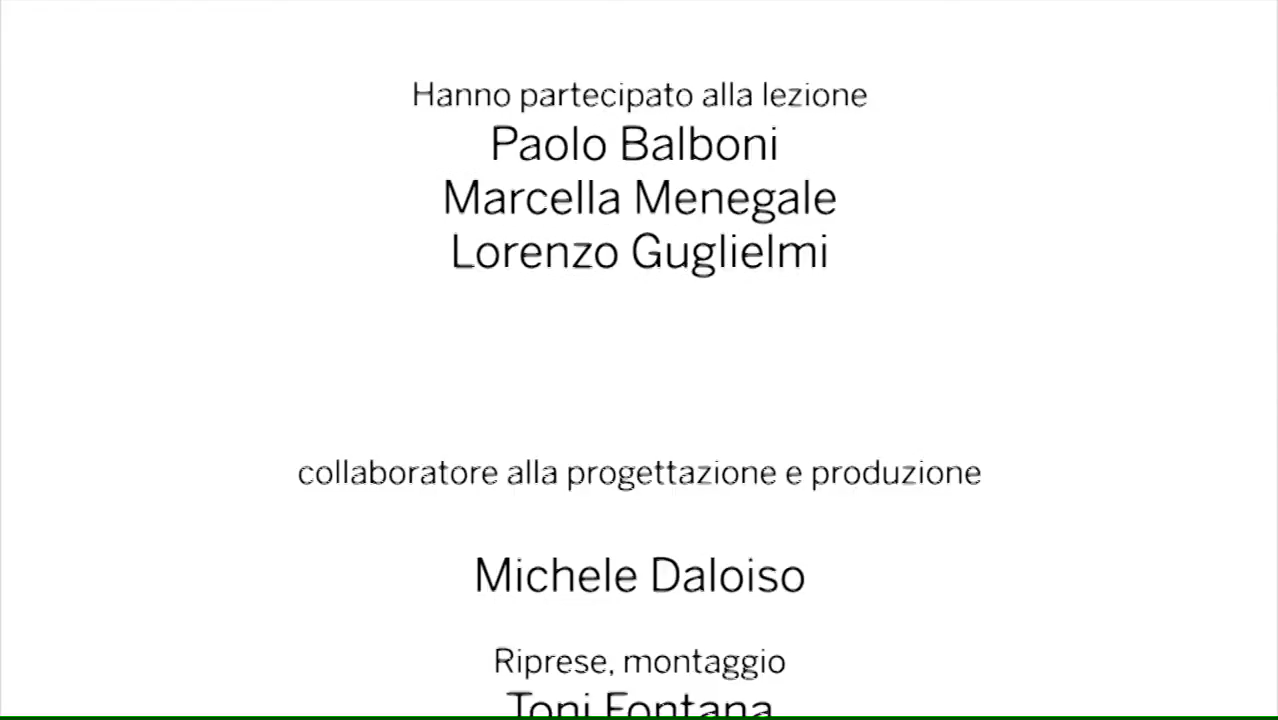 Hanno partecipato alla lezione
Paolo Balboni
Marcella Menegale
Lorenzo Guglielmi
collaboratore alla progettazione e produzione
Michele Daloiso
Riprese, montaggio
Toni Fontana